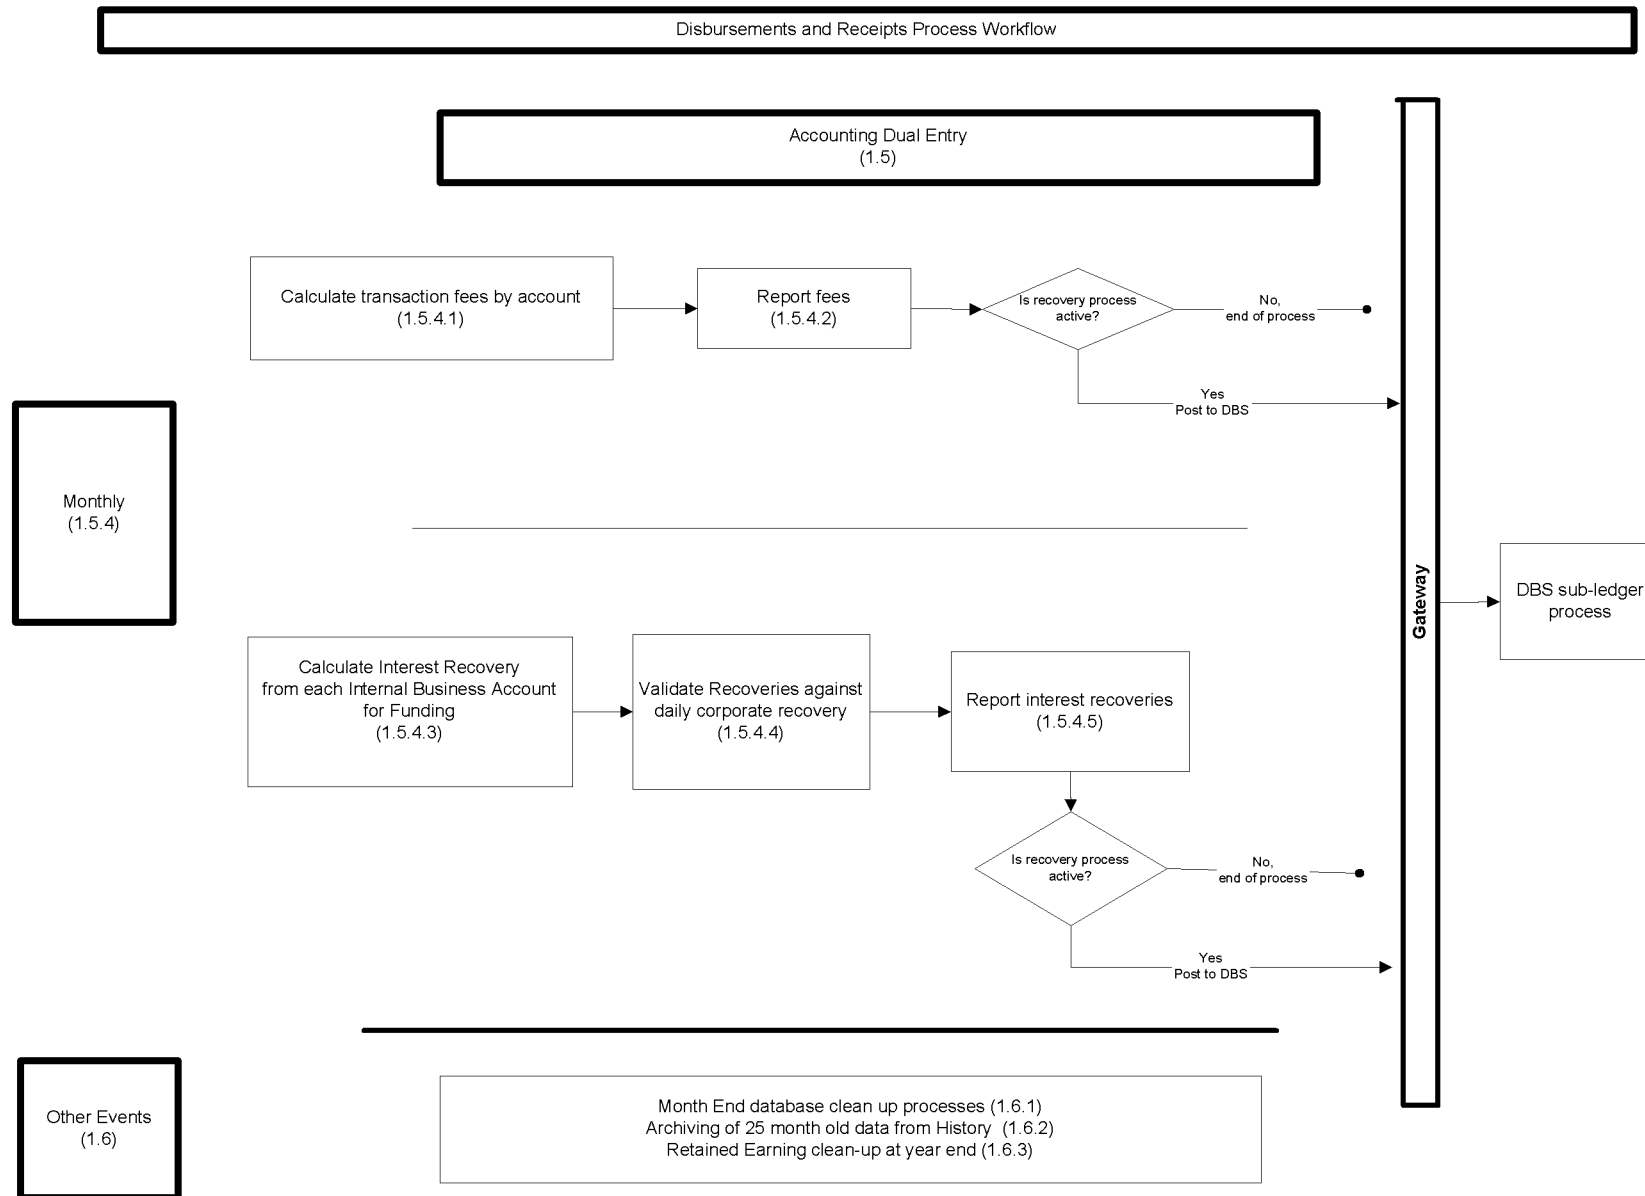 Disbursements and Receipts Process Workflow
Accounting Dual Entry
(1.5)
Calculate transaction fees by account
(1.5.4.1)
Report fees
(1.5.4.2)
Is recovery process
active?
No,
end of process
Yes
Post to DBS
Monthly
(1.5.4)
Gateway
DBS sub-ledger
process
Calculate Interest Recovery
from each Internal Business Account
for Funding
(1.5.4.3)
Validate Recoveries against
daily corporate recovery
(1.5.4.4)
Report interest recoveries
(1.5.4.5)
Is recovery process
active?
No,
end of process
Yes
Post to DBS
Other Events
(1.6)
Month End database clean up processes (1.6.1)
Archiving of 25 month old data from History (1.6.2)
Retained Earning clean-up at year end (1.6.3)